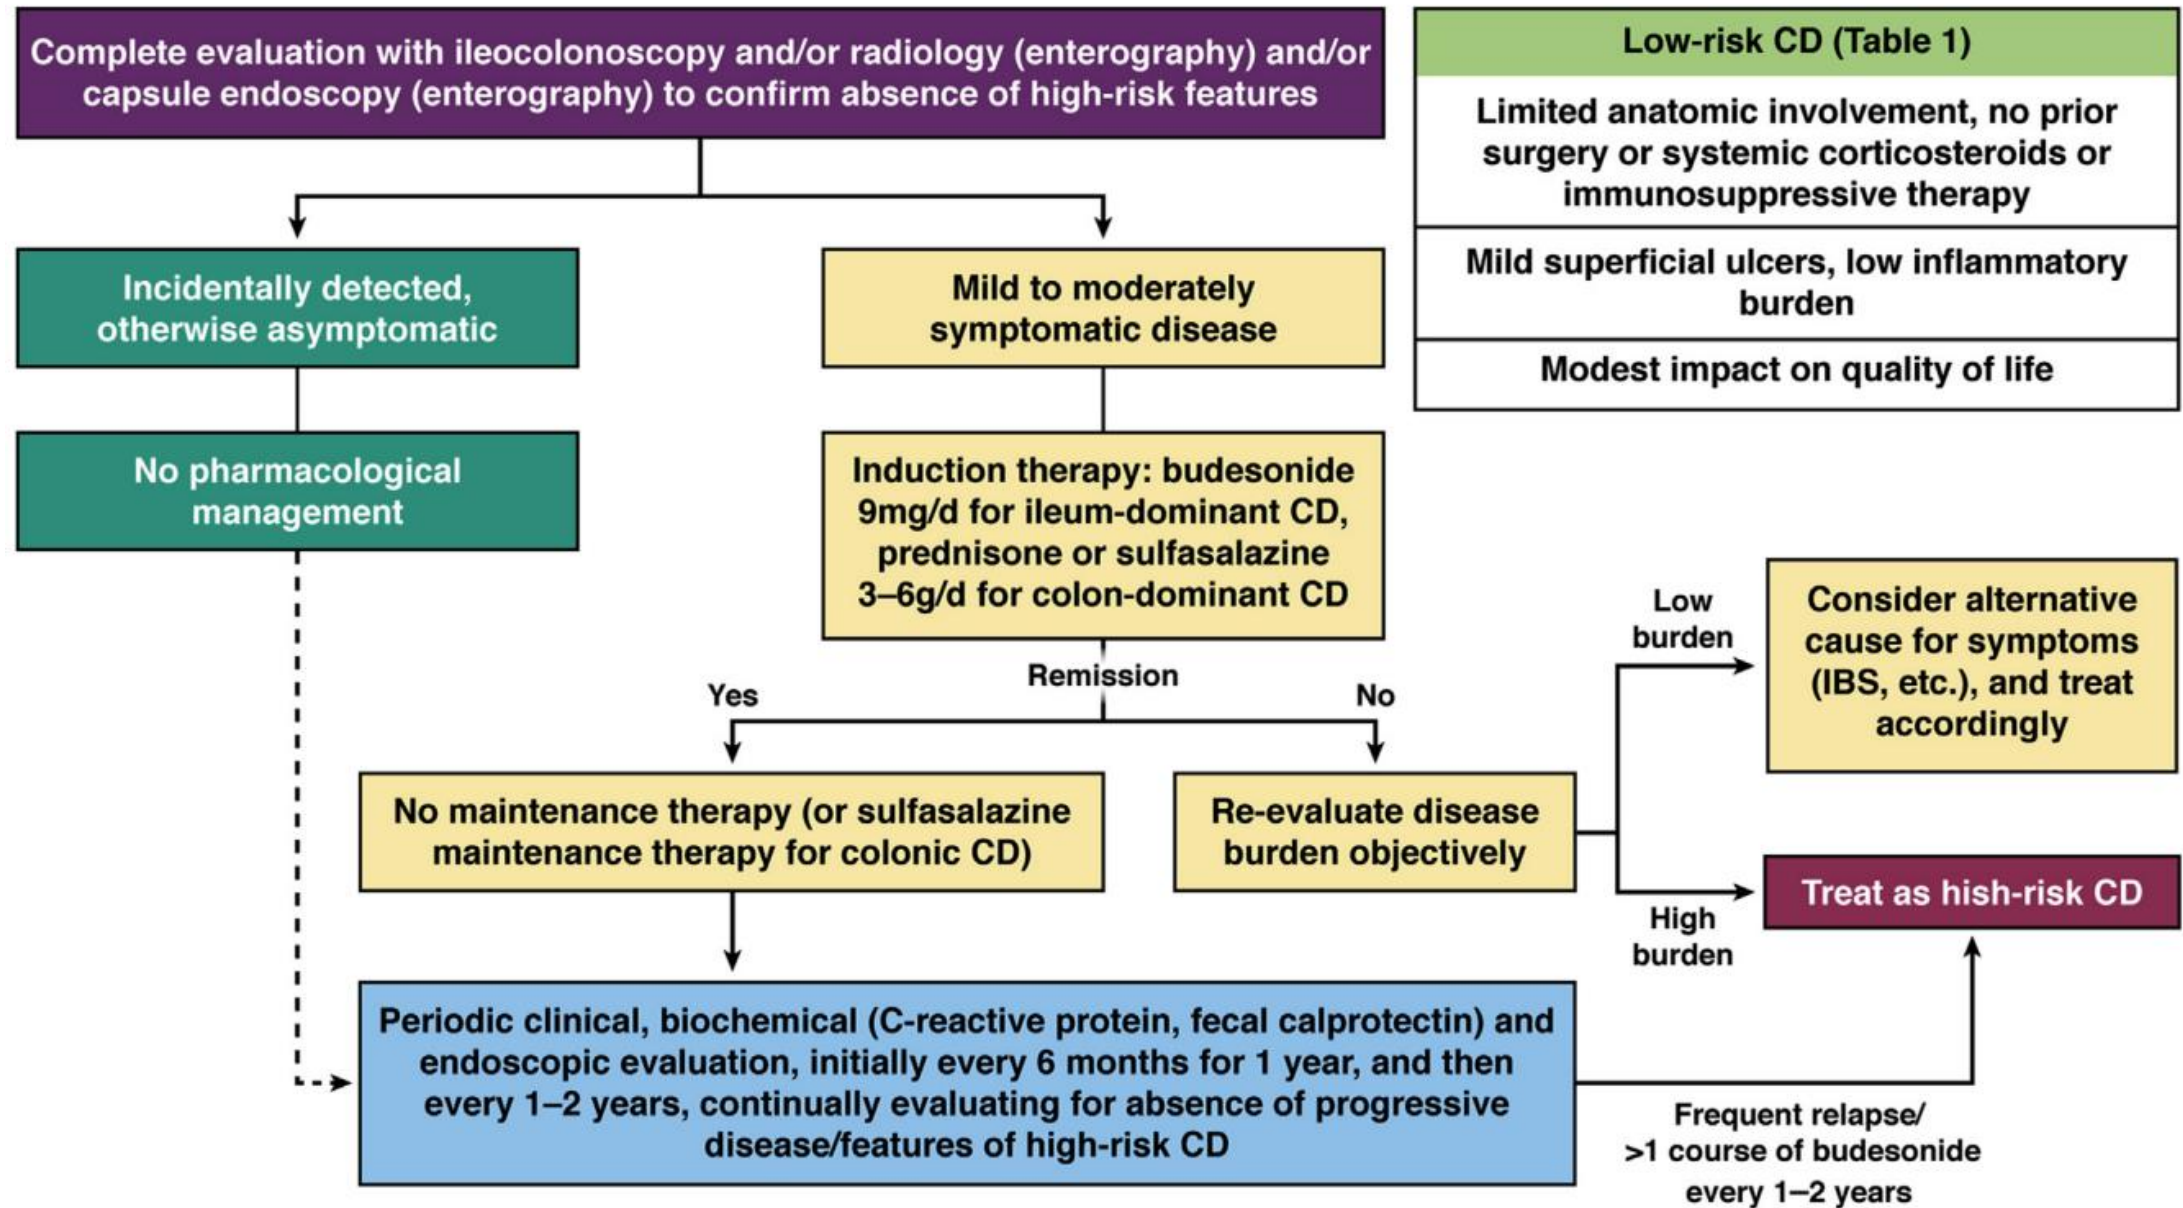 Complete evaluation with ileocolonoscopy and/or radiology (enterography) and/or
capsule endoscopy (enterography) to confirm absence of high-risk features
Low-risk CD (Table 1)
Limited anatomic involvement, no prior
surgery or systemic corticosteroids or
immunosuppressive therapy
Mild superficial ulcers, low inflammatory
burden
Modest impact on quality of life
Incidentally detected,
otherwise asymptomatic
Mild to moderately
symptomatic disease
No pharmacological
management
Induction therapy: budesonide
9mg/d for ileum-dominant CD,
prednisone or sulfasalazine
3–6g/d for colon-dominant CD
Remission
Yes
No
No maintenance therapy (or sulfasalazine
maintenance therapy for colonic CD)
Re-evaluate disease
burden objectively
Low
burden
Consider alternative
cause for symptoms
(IBS, etc.), and treat
accordingly
High
burden
Treat as hish-risk CD
Periodic clinical, biochemical (C-reactive protein, fecal calprotectin) and
endoscopic evaluation, initially every 6 months for 1 year, and then
every 1–2 years, continually evaluating for absence of progressive
disease/features of high-risk CD
Frequent relapse/
>1 course of budesonide
every 1–2 years